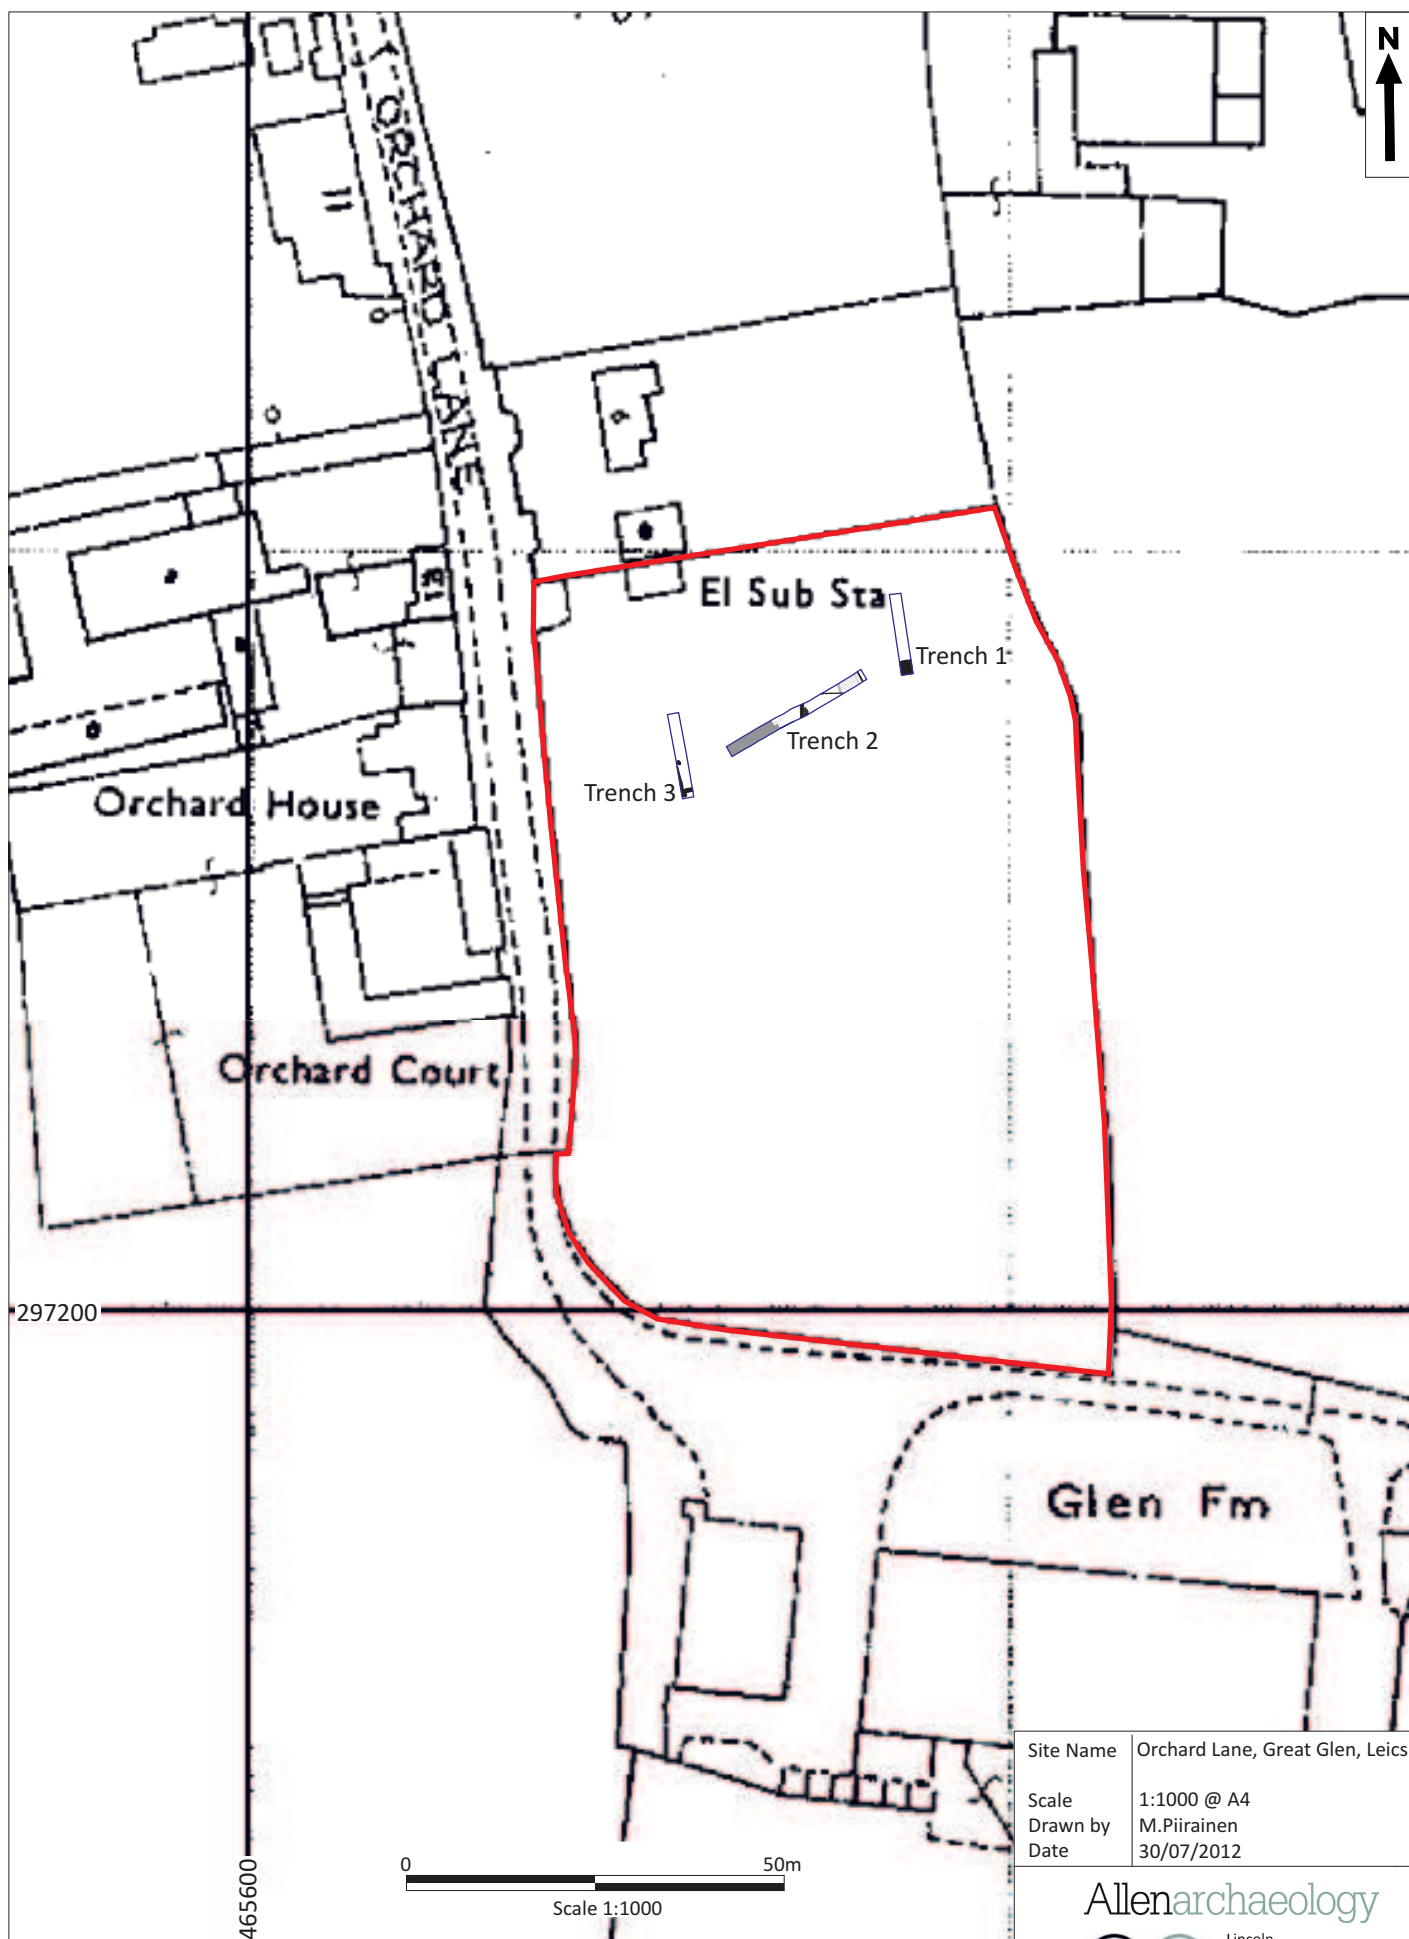 N
ORCHARD LANE
11
El Sub Sta
Trench 1
Trench 2
Trench 3
Orchard House
Orchard Court
297200
Glen Fm
465600
0 50m
Scale 1:1000
Site Name Orchard Lane, Great Glen, Leics
Scale 1:1000 @ A4
Drawn by M.Piirainen
Date 30/07/2012
Allenarchaeology